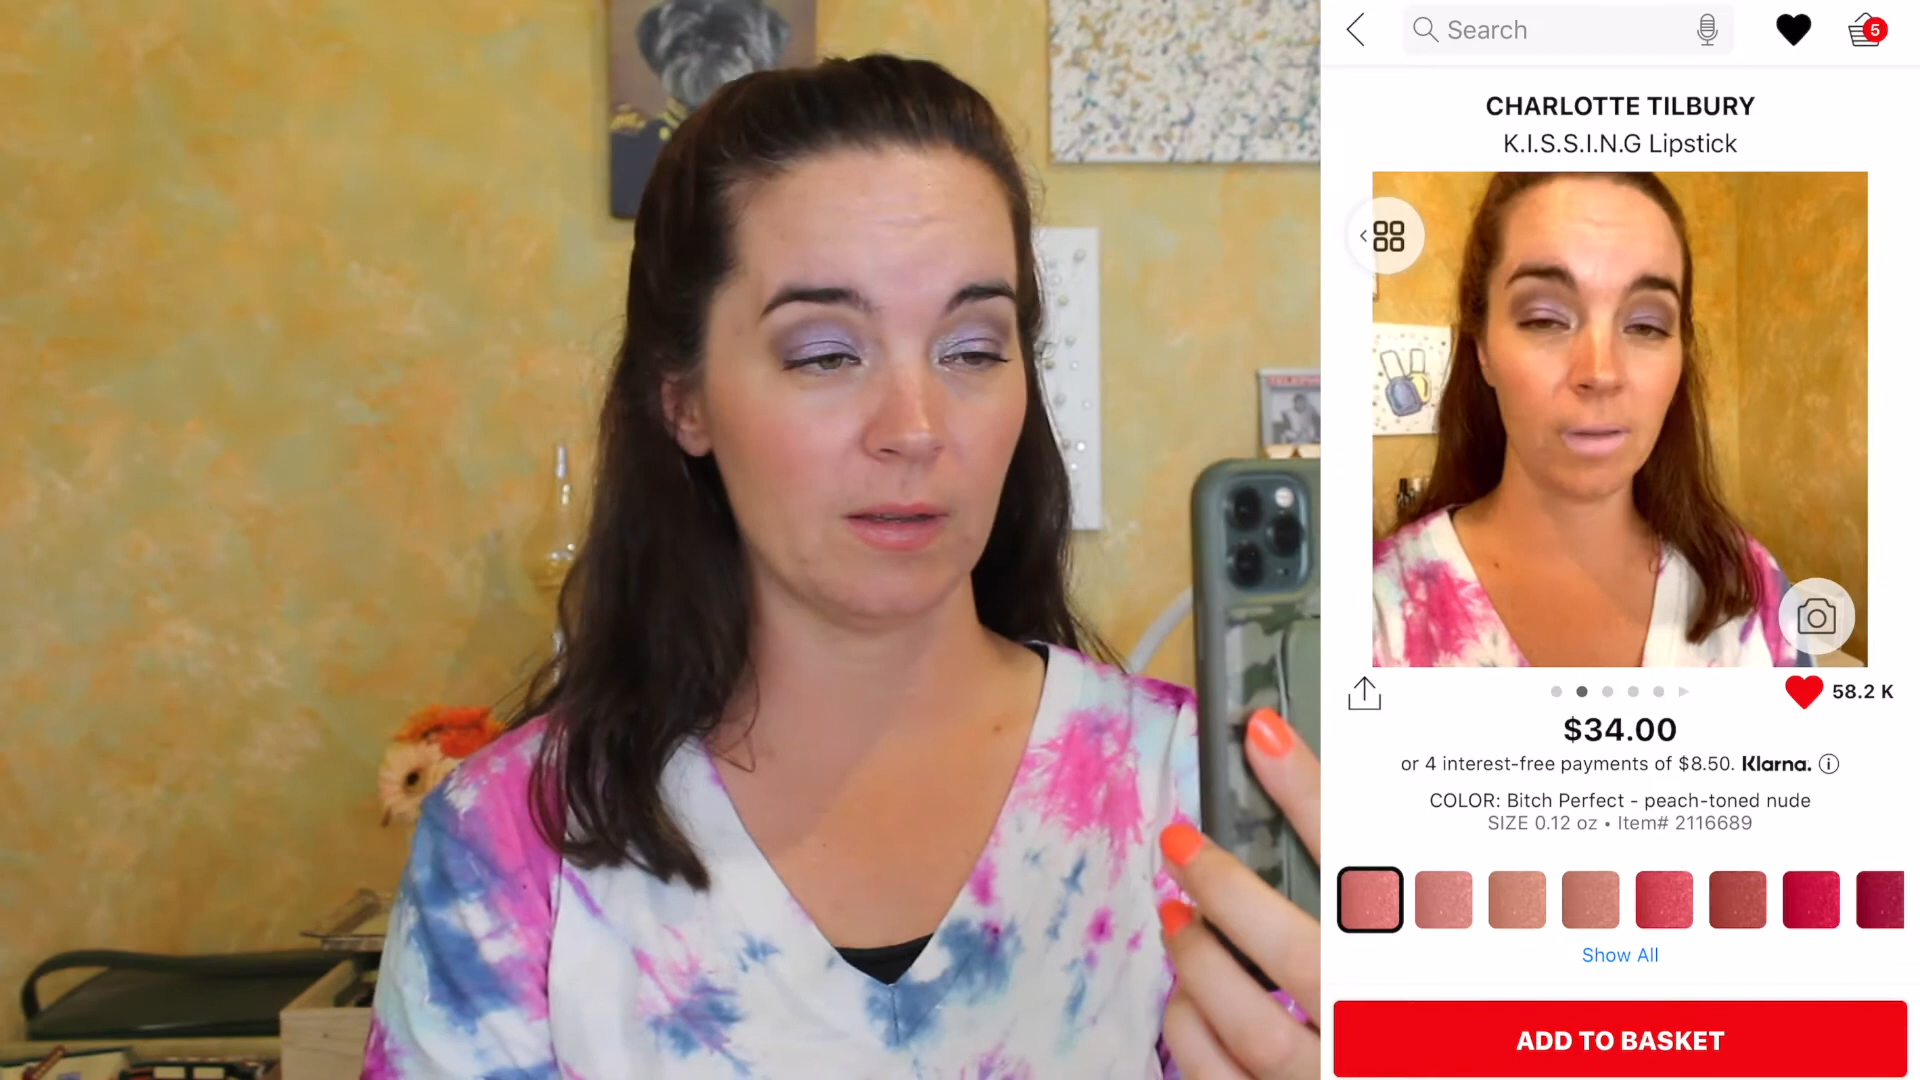 Search
5
CHARLOTTE TILBURY
K.I.S.S.I.N.G Lipstick
58.2 K
$34.00
or 4 interest-free payments of $8.50. Klarna.
COLOR: Bitch Perfect - peach-toned nude
SIZE 0.12 oz • Item# 2116689
Show All
ADD TO BASKET